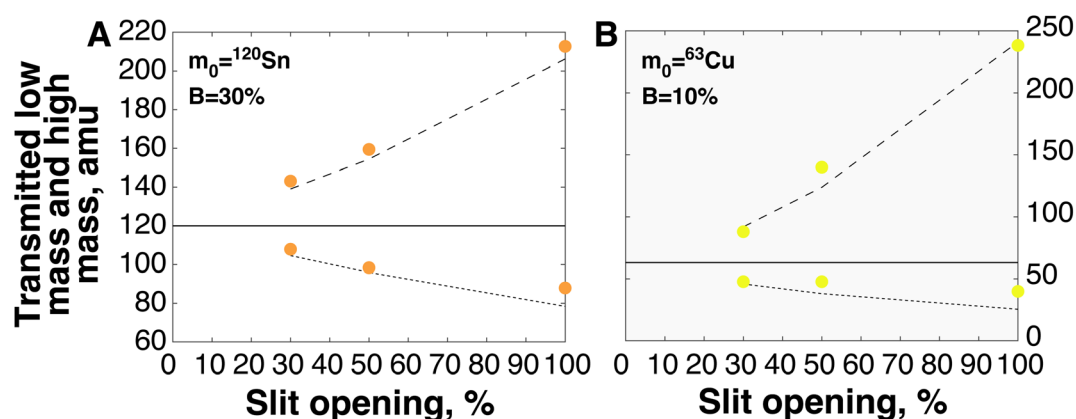 A
B
Transmitted low
mass and high
mass, amu
220
200
180
160
140
120
100
80
60
m₀=¹²⁰Sn
B=30%
0 10 20 30 40 50 60 70 80 90 100
Slit opening, %
m₀=⁶³Cu
B=10%
250
200
150
100
50
0
0 10 20 30 40 50 60 70 80 90 100
Slit opening, %